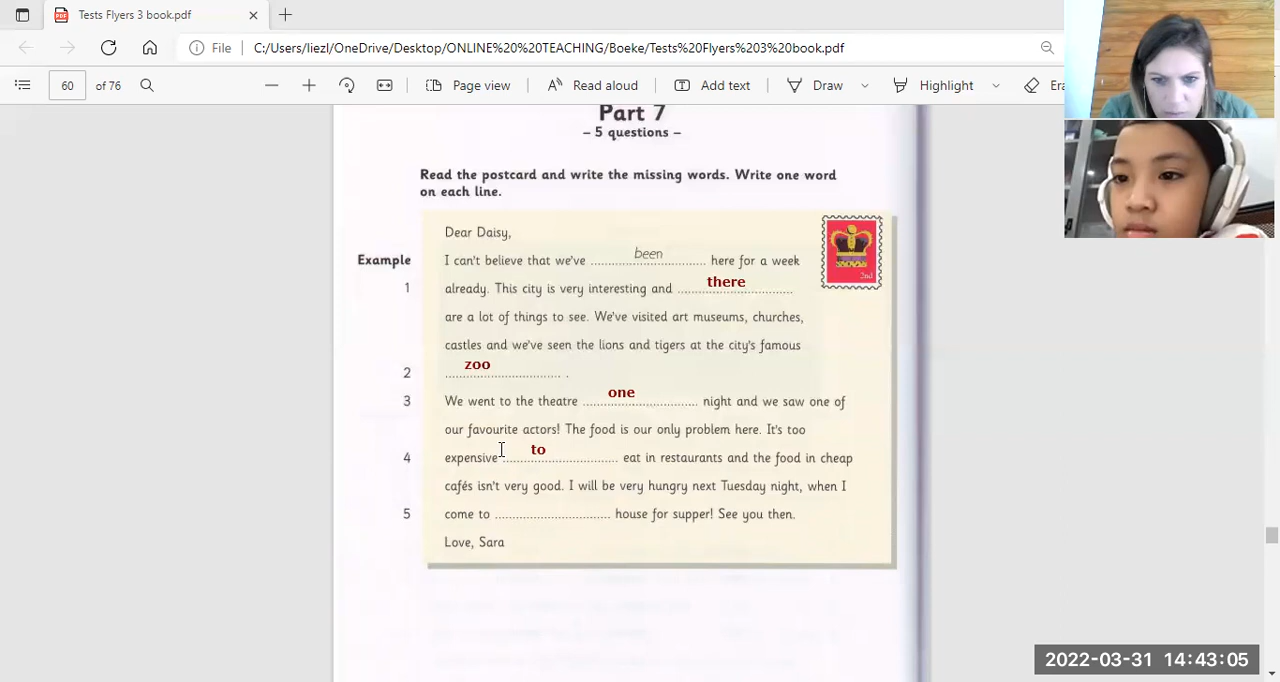 Tests Flyers 3 book.pdf
File
C:/Users/liezl/OneDrive/Desktop/ONLINE%20%20TEACHING/Boeke/Tests%20Flyers%203%20book.pdf
60 of 76
Page view
Read aloud
Add text
Draw
Highlight
Era
Part 7
– 5 questions –
Read the postcard and write the missing words. Write one word
on each line.
Dear Daisy,
Example I can't believe that we've been here for a week
1 already. This city is very interesting and there
are a lot of things to see. We've visited art museums, churches,
castles and we've seen the lions and tigers at the city's famous
2 zoo .
3 We went to the theatre one night and we saw one of
our favourite actors! The food is our only problem here. It's too
4 expensive to eat in restaurants and the food in cheap
cafés isn't very good. I will be very hungry next Tuesday night, when I
5 come to .............................. house for supper! See you then.
Love, Sara
2nd
2022-03-31 14:43:05